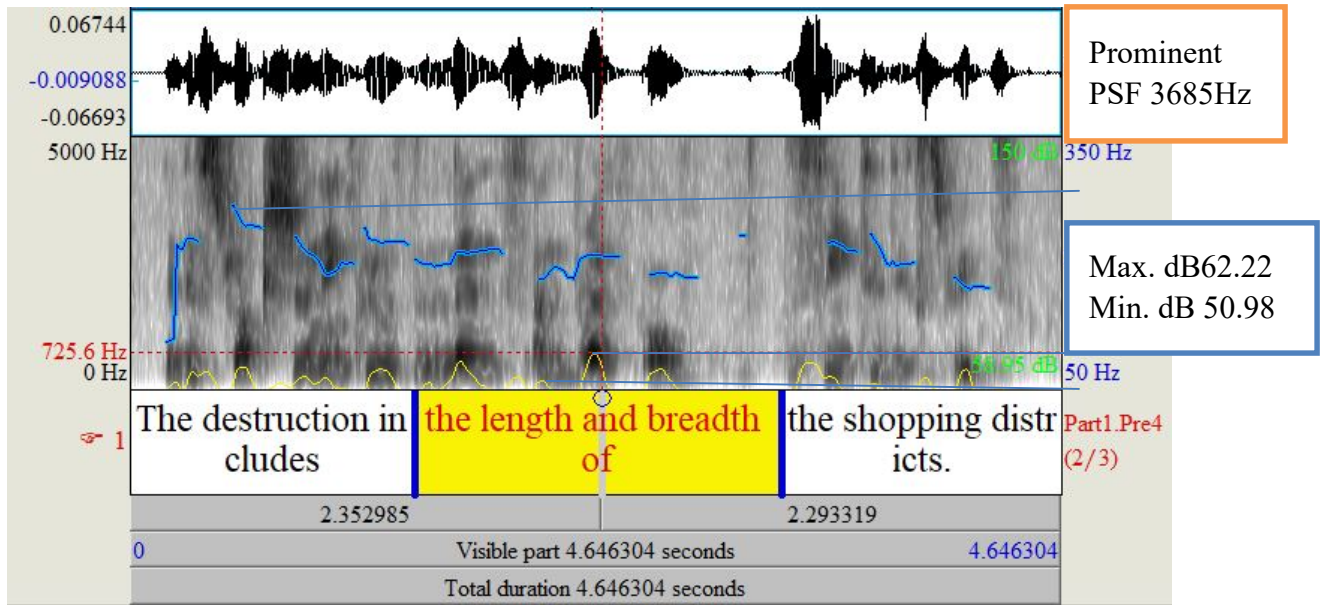 0.06744
-0.009088
-0.06693
Prominent
PSF 3685Hz
5000 Hz
150 dB
350 Hz
Max. dB62.22
Min. dB 50.98
725.6 Hz
0 Hz
50 Hz
The destruction in
cludes
the length and breadth
of
the shopping distr
icts.
☞ 1
Part1.Pre4
(2/3)
2.352985
2.293319
0
Visible part 4.646304 seconds
4.646304
Total duration 4.646304 seconds